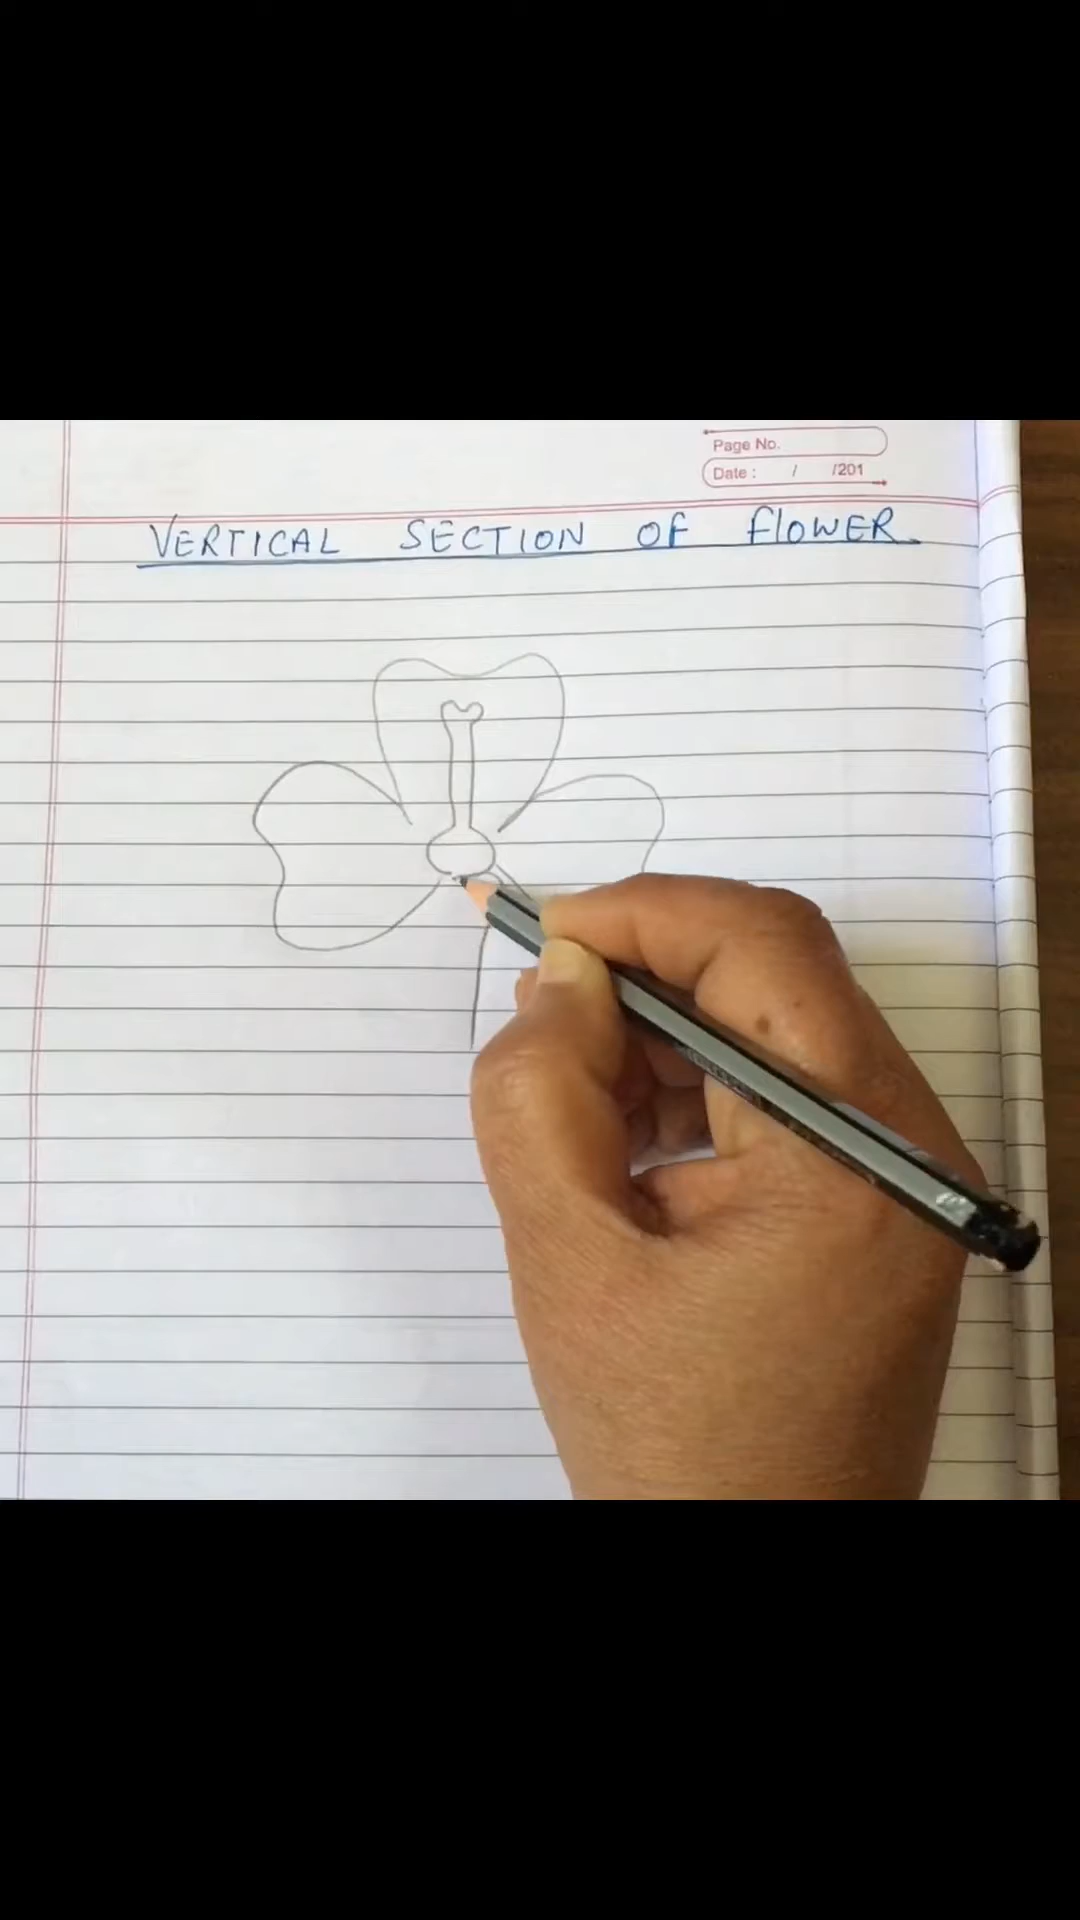 Page No.
Date : / /201
VERTICAL SECTION OF flOWER.